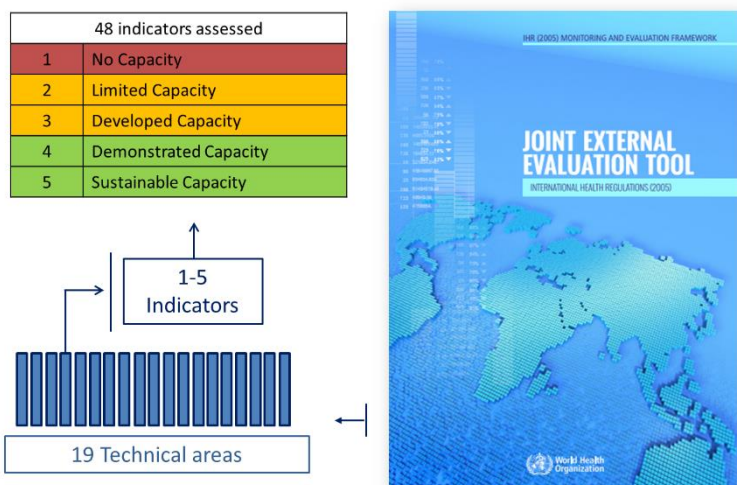 48 indicators assessed
1 No Capacity
2 Limited Capacity
3 Developed Capacity
4 Demonstrated Capacity
5 Sustainable Capacity
1-5
Indicators
19 Technical areas
IHR (2005) MONITORING AND EVALUATION FRAMEWORK
JOINT EXTERNAL
EVALUATION TOOL
INTERNATIONAL HEALTH REGULATIONS (2005)
World Health
Organization